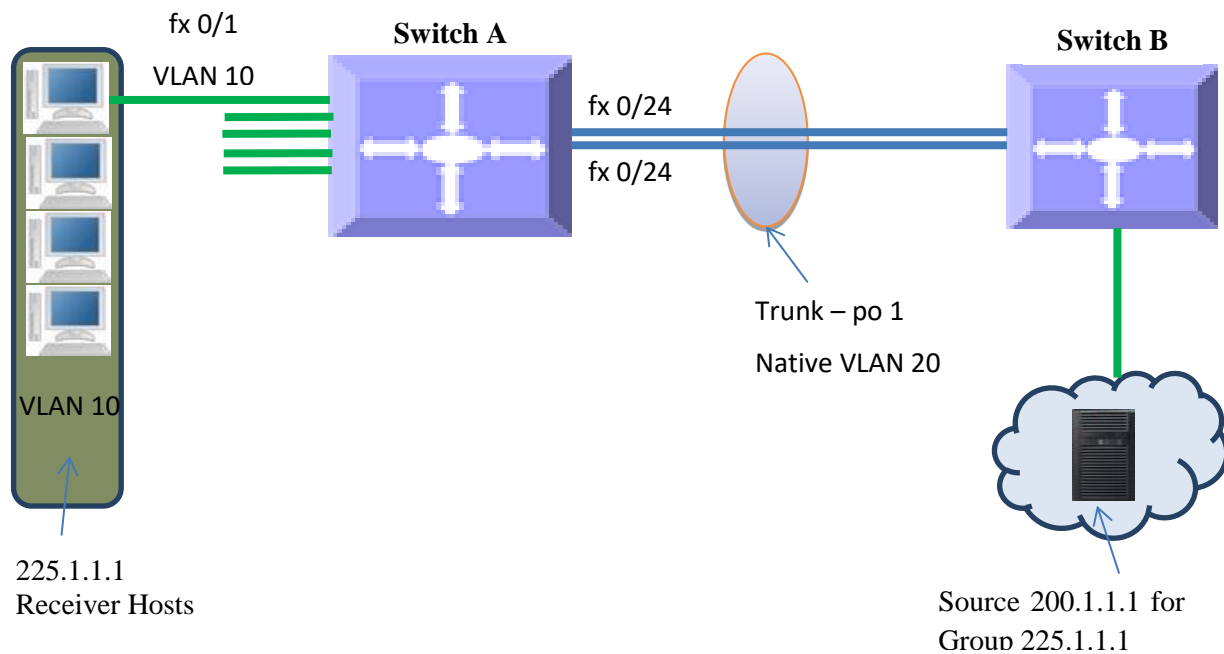 fx 0/1
VLAN 10
Switch A
Switch B
fx 0/24
fx 0/24
Trunk – po 1
Native VLAN 20
VLAN 10
225.1.1.1
Receiver Hosts
Source 200.1.1.1 for
Group 225.1.1.1